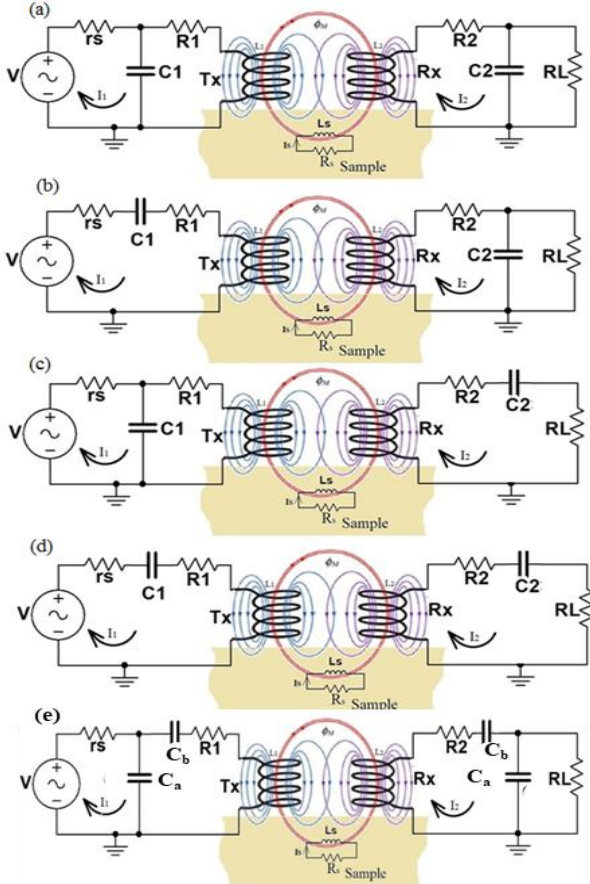 (a)
rs R1 L1 ϕM L2 R2
V + − I1 C1 Tx Rx I2 C2 RL
Ls
Is Rs Sample
(b)
rs C1 R1 L1 ϕM L2 R2
V + − I1 Tx Rx I2 C2 RL
Ls
Is Rs Sample
(c)
rs R1 L1 ϕM L2 R2 C2
V + − I1 C1 Tx Rx I2 RL
Ls
Is Rs Sample
(d)
rs C1 R1 L1 ϕM L2 R2 C2
V + − I1 Tx Rx I2 RL
Ls
Is Rs Sample
(e)
rs Cb R1 L1 ϕM L2 R2 Cb
V + − I1 Ca Tx Rx I2 Ca RL
Ls
Is Rs Sample